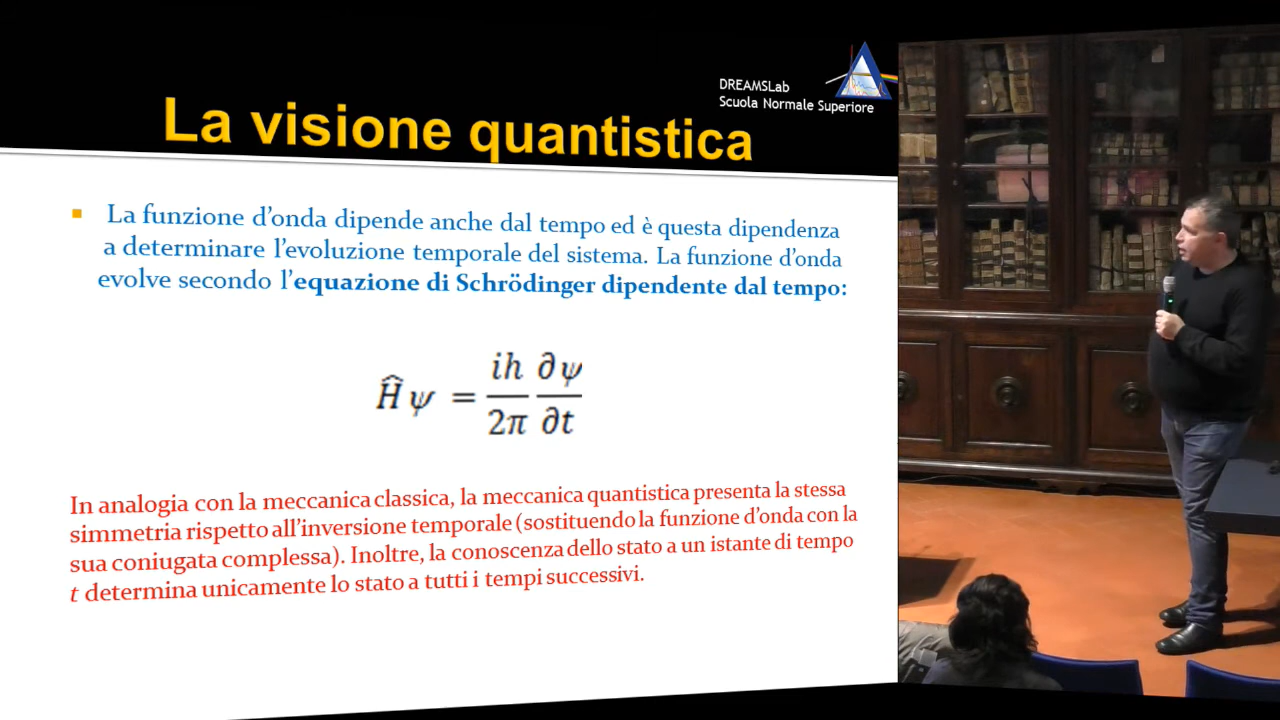 DREAMSLab
Scuola Normale Superiore
La visione quantistica
La funzione d'onda dipende anche dal tempo ed è questa dipendenza
a determinare l'evoluzione temporale del sistema. La funzione d'onda
evolve secondo l'equazione di Schrödinger dipendente dal tempo:
Ĥψ = ih/2π ∂ψ/∂t
In analogia con la meccanica classica, la meccanica quantistica presenta la stessa
simmetria rispetto all'inversione temporale (sostituendo la funzione d'onda con la
sua coniugata complessa). Inoltre, la conoscenza dello stato a un istante di tempo
t determina unicamente lo stato a tutti i tempi successivi.